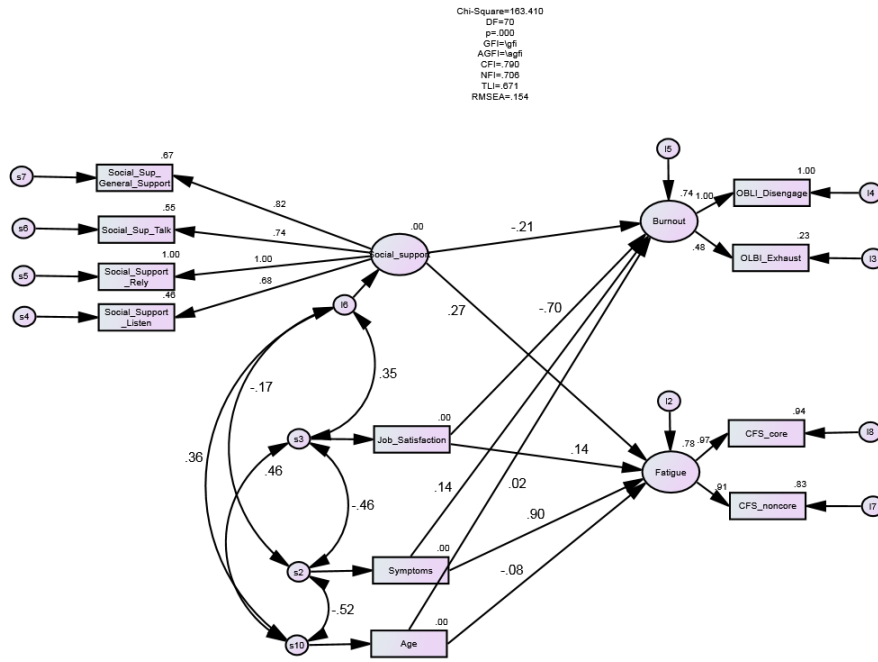 Chi-Square=163.410
DF=70
p=.000
GFI=\gfi
AGFI=\agfi
CFI=.790
NFI=.706
TLI=.671
RMSEA=.154
.67
s7
Social_Sup_
General_Support
.82
.55
s6
Social_Sup_Talk
.74
1.00
s5
Social_Support
_Rely
1.00
.46
s4
Social_Support
_Listen
.68
.00
Social_support
I6
I5
.74
Burnout
1.00
1.00
OBLI_Disengage
I4
.48
.23
OLBI_Exhaust
I3
-.21
.27
-.70
.35
-.17
.36
s3
.00
Job_Satisfaction
.46
-.46
.14
.14
.02
.90
-.08
I2
.78
Fatigue
.97
.94
CFS_core
I8
.91
.83
CFS_noncore
I7
s2
.00
Symptoms
-.52
s10
.00
Age